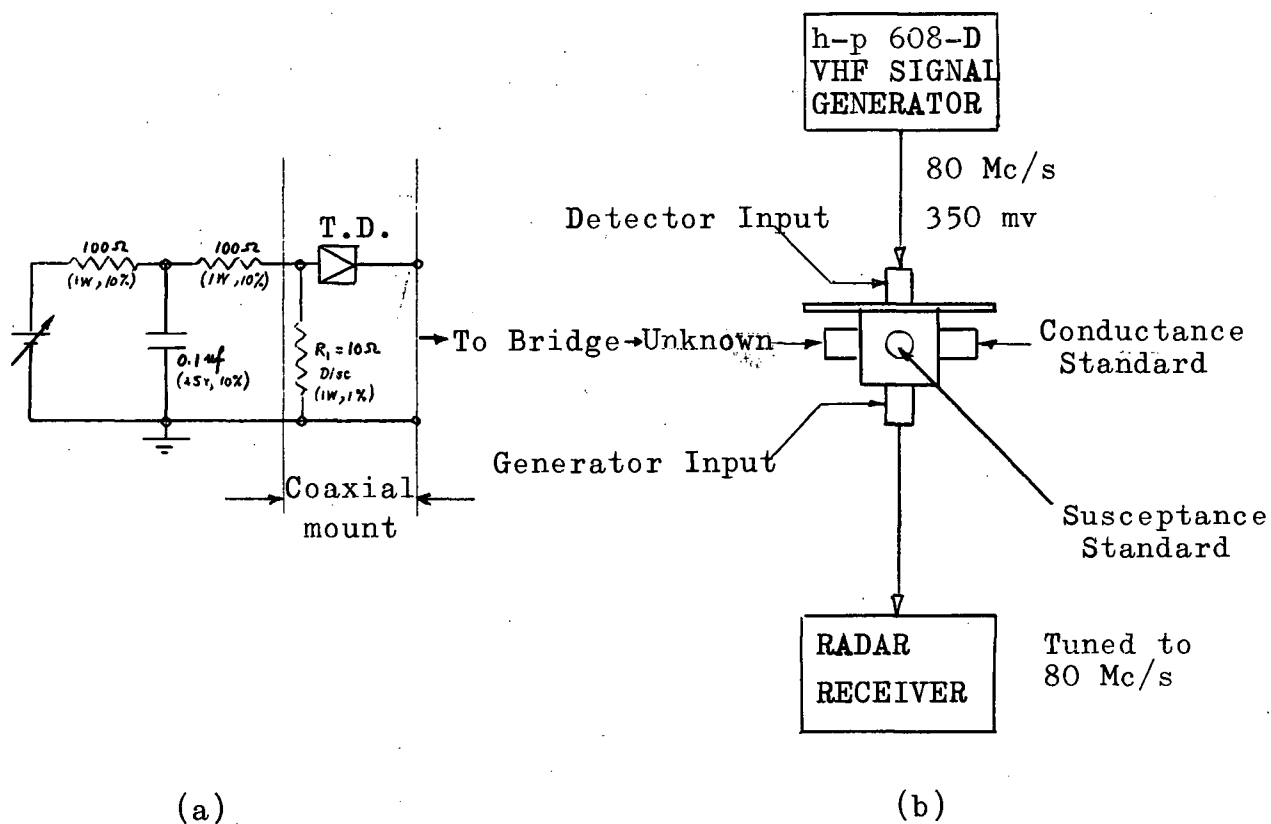 h-p 608-D
VHF SIGNAL
GENERATOR
80 Mc/s
350 mv
Detector Input
T.D.
100Ω
(1W, 10%)
100Ω
(1W, 10%)
0.1 uf
(25v, 10%)
R₁ = 10Ω
Disc
(1W, 1%)
To Bridge
Unknown
Conductance
Standard
Generator Input
Coaxial
mount
Susceptance
Standard
RADAR
RECEIVER
Tuned to
80 Mc/s
(a)
(b)